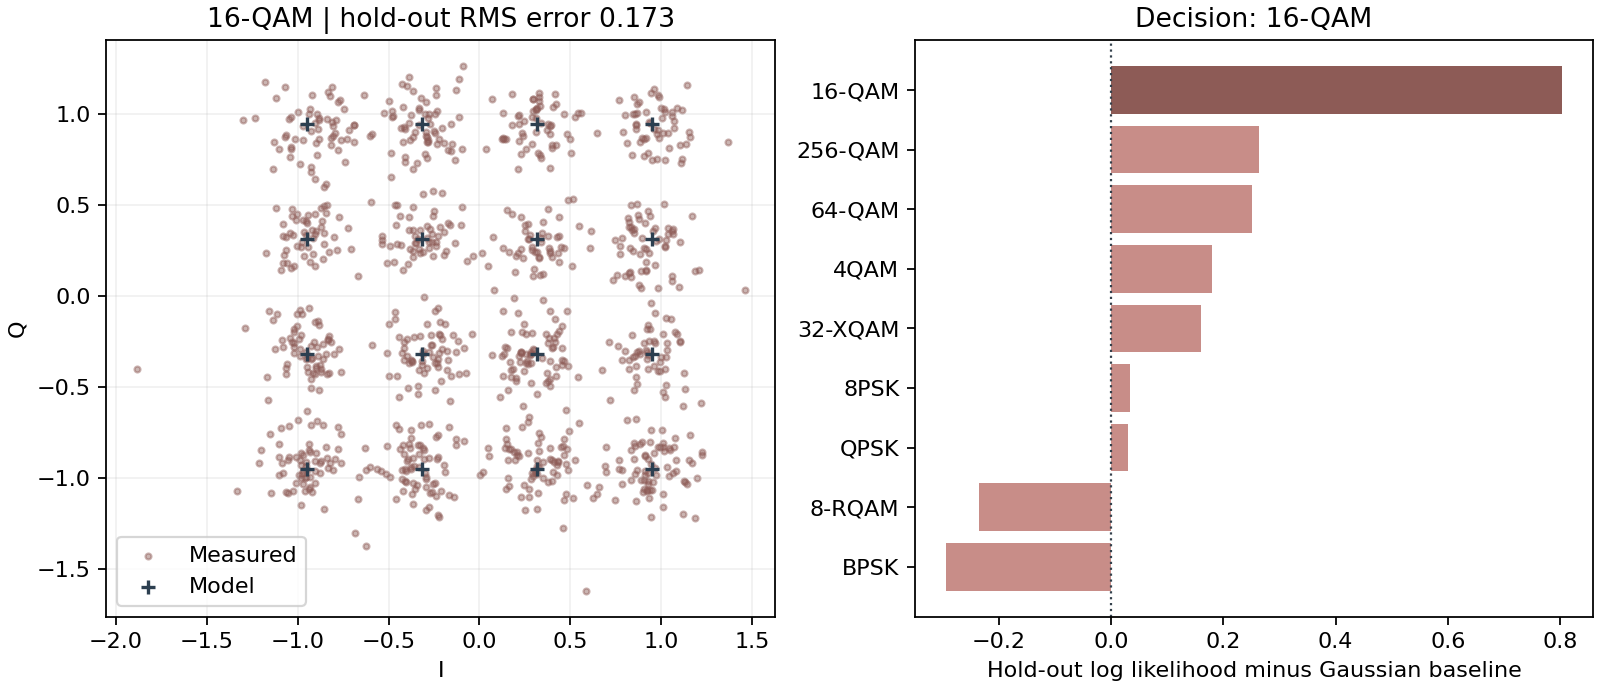 16-QAM | hold-out RMS error 0.173
1.0
0.5
0.0
−0.5
−1.0
−1.5
Q
Measured
Model
−2.0 −1.5 −1.0 −0.5 0.0 0.5 1.0 1.5
I
Decision: 16-QAM
16-QAM
256-QAM
64-QAM
4QAM
32-XQAM
8PSK
QPSK
8-RQAM
BPSK
−0.2 0.0 0.2 0.4 0.6 0.8
Hold-out log likelihood minus Gaussian baseline